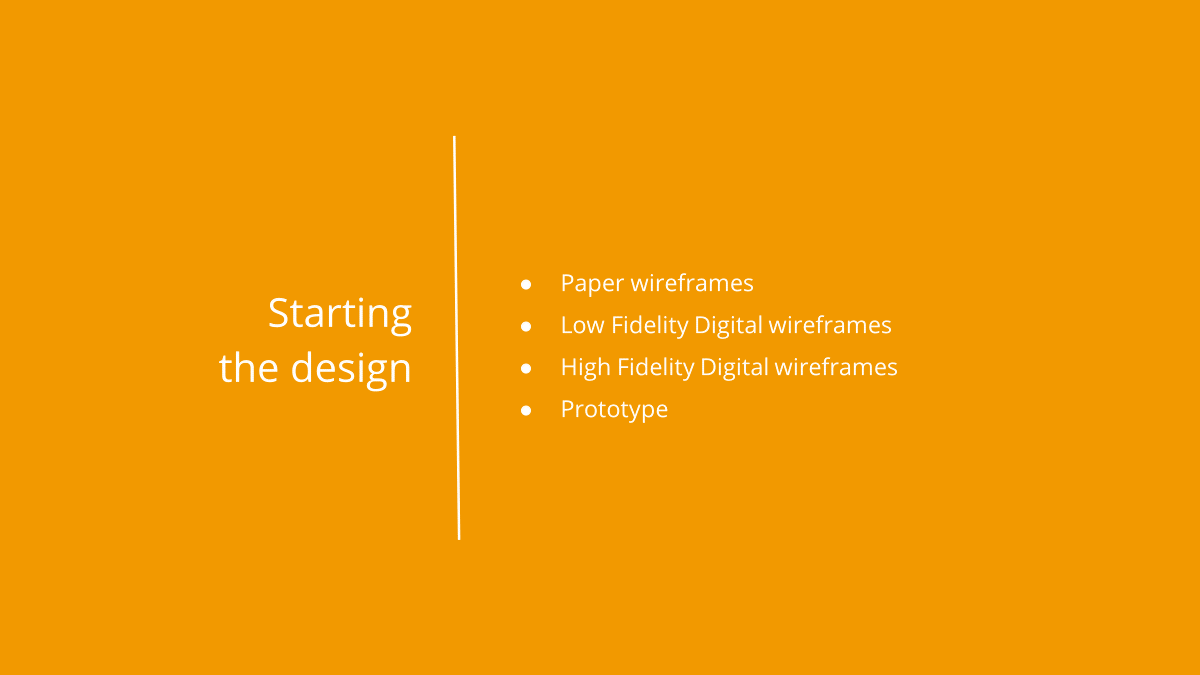 Starting
the design
● Paper wireframes
● Low Fidelity Digital wireframes
● High Fidelity Digital wireframes
● Prototype